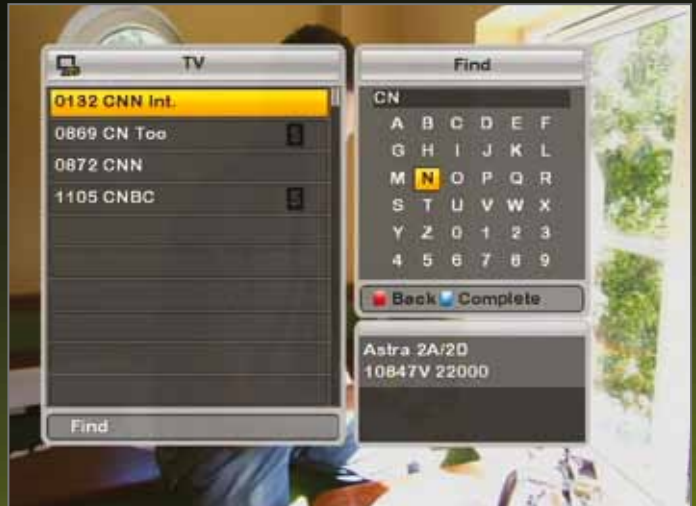 TV
0132 CNN Int.
0869 CN Too $
0872 CNN
1105 CNBC $
Find
Find
CN
A B C D E F
G H I J K L
M N O P Q R
S T U V W X
Y Z 0 1 2 3
4 5 6 7 8 9
Back Complete
Astra 2A/2D
10847V 22000